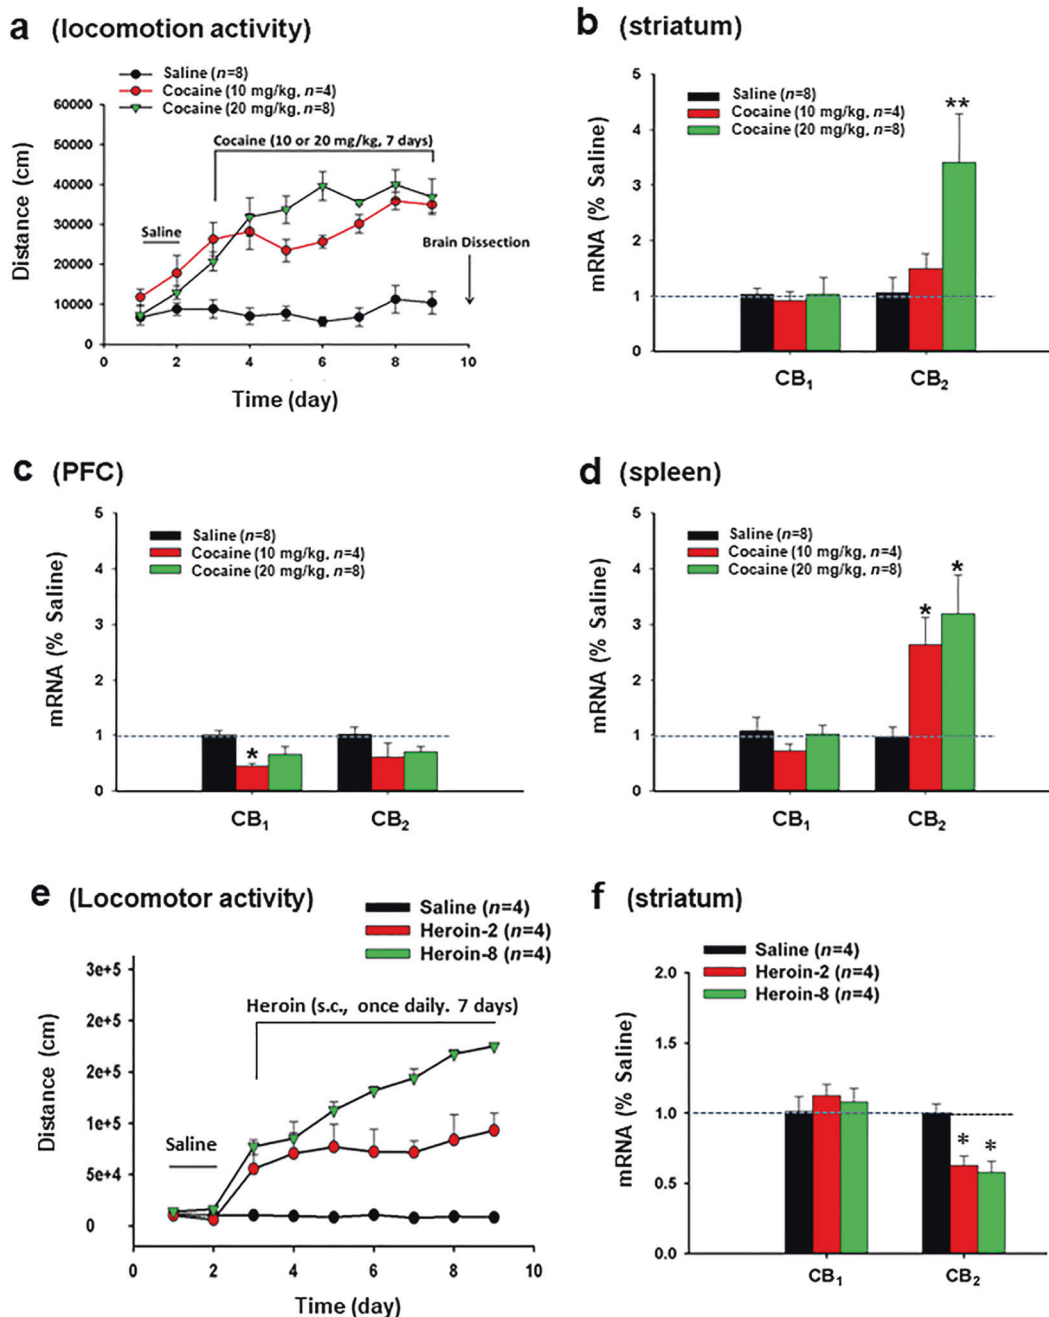 a (locomotion activity)
Saline (n=8)
Cocaine (10 mg/kg, n=4)
Cocaine (20 mg/kg, n=8)
60000
50000
40000
30000
20000
10000
0
Distance (cm)
Cocaine (10 or 20 mg/kg, 7 days)
Saline
Brain Dissection
0 2 4 6 8 10
Time (day)
b (striatum)
Saline (n=8)
Cocaine (10 mg/kg, n=4)
Cocaine (20 mg/kg, n=8)
5
4
3
2
1
0
mRNA (% Saline)
**
CB₁ CB₂
c (PFC)
Saline (n=8)
Cocaine (10 mg/kg, n=4)
Cocaine (20 mg/kg, n=8)
5
4
3
2
1
0
mRNA (% Saline)
*
CB₁ CB₂
d (spleen)
Saline (n=8)
Cocaine (10 mg/kg, n=4)
Cocaine (20 mg/kg, n=8)
5
4
3
2
1
0
mRNA (% Saline)
* *
CB₁ CB₂
e (Locomotor activity)
Saline (n=4)
Heroin-2 (n=4)
Heroin-8 (n=4)
3e+5
2e+5
2e+5
1e+5
5e+4
0
Distance (cm)
Heroin (s.c., once daily. 7 days)
Saline
0 2 4 6 8 10
Time (day)
f (striatum)
Saline (n=4)
Heroin-2 (n=4)
Heroin-8 (n=4)
2.0
1.5
1.0
0.5
0.0
mRNA (% Saline)
* *
CB₁ CB₂